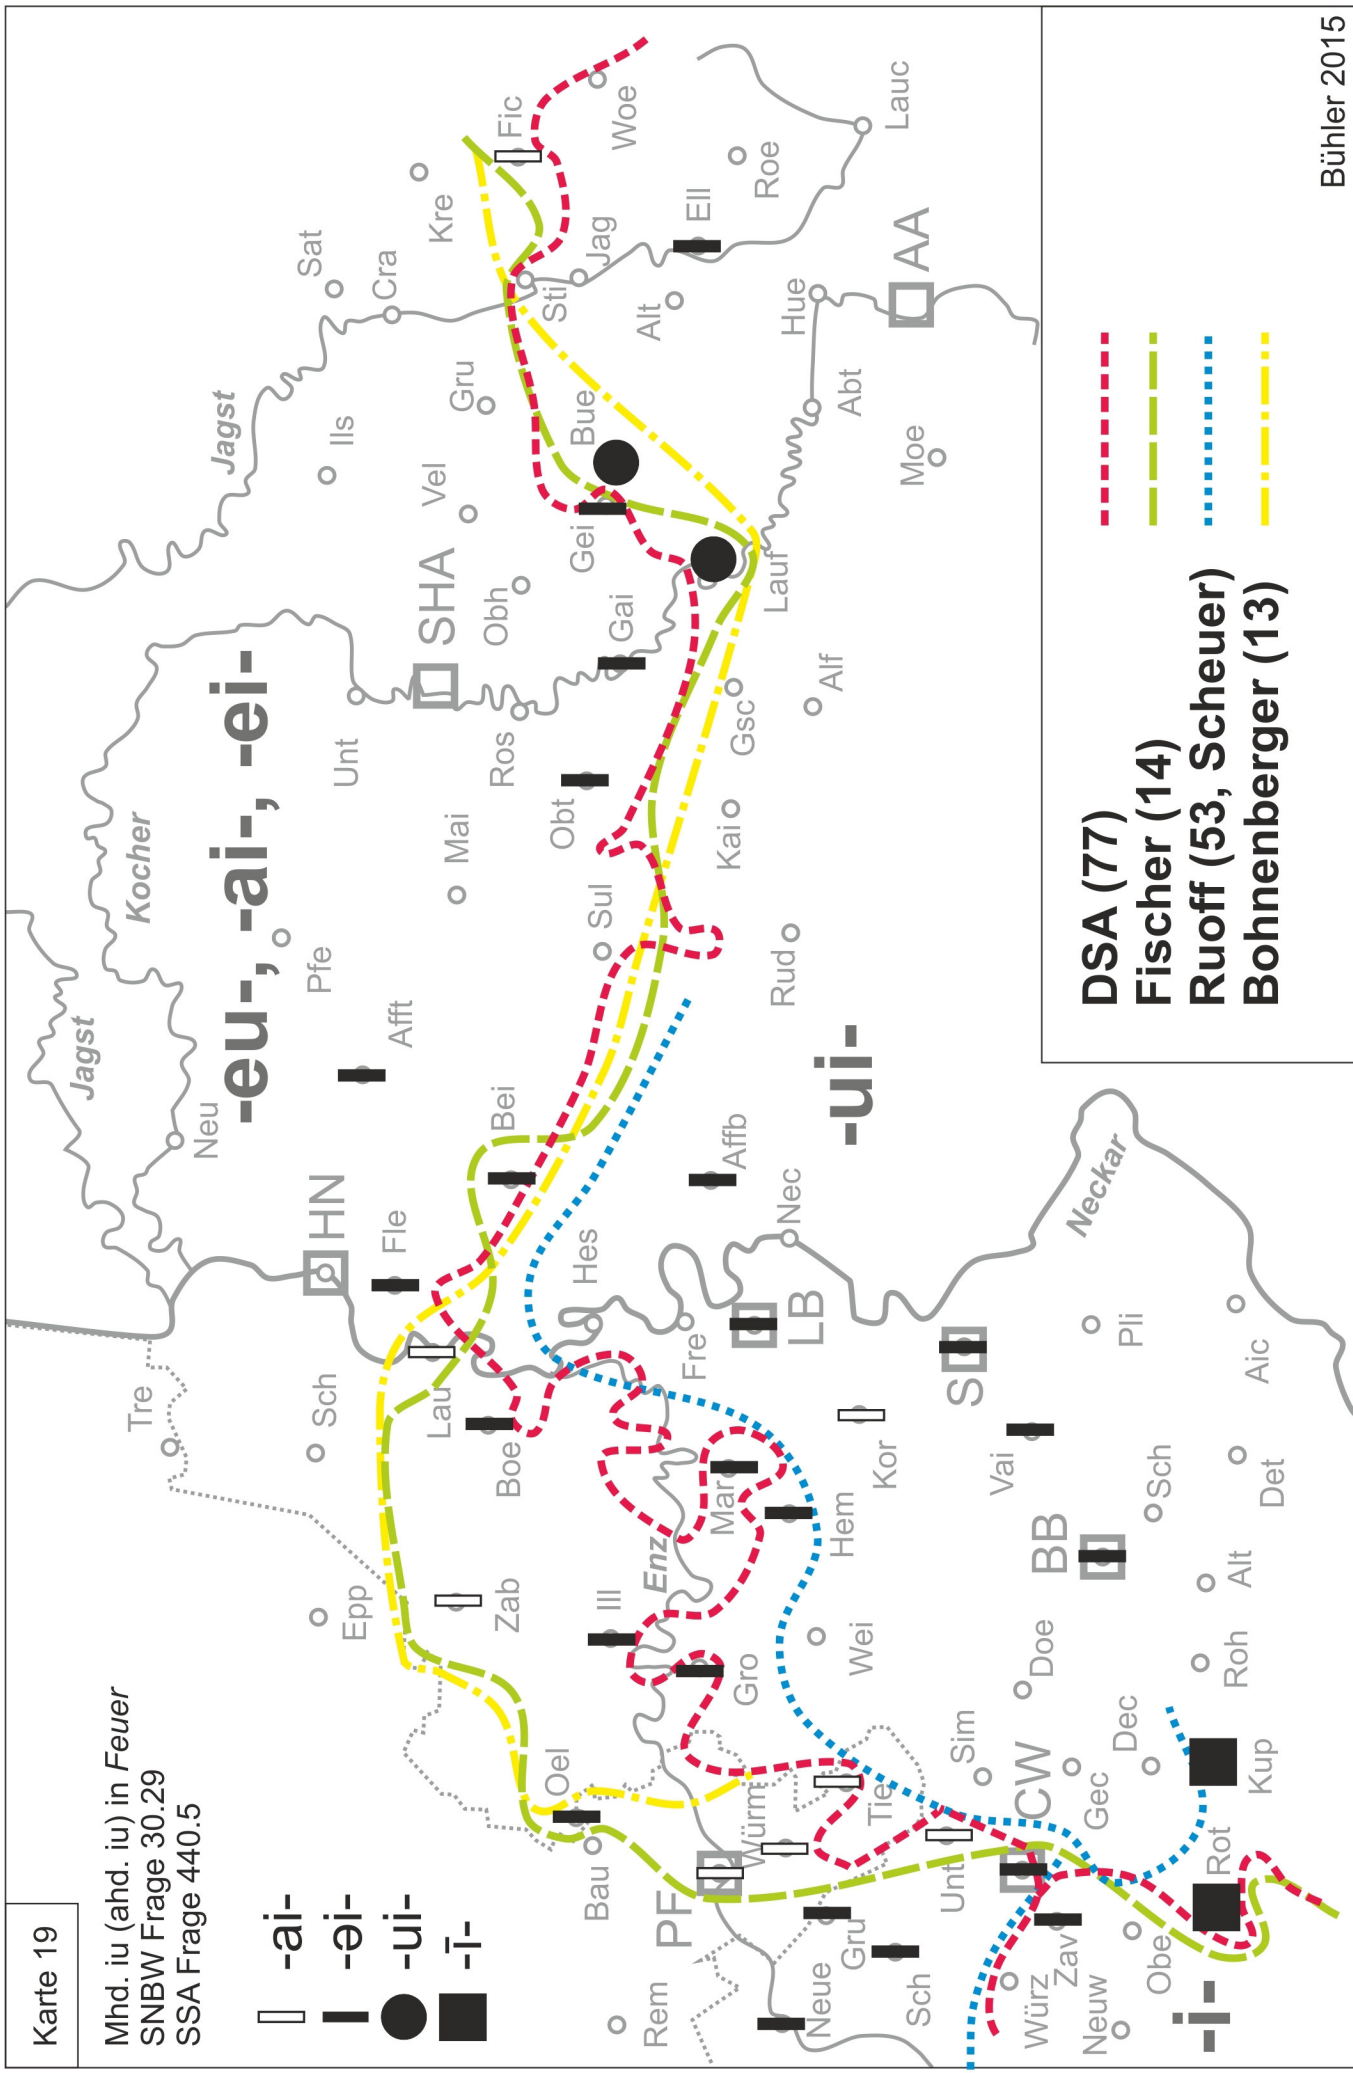 Karte 19
Mhd. iu (ahd. iu) in Feuer
SNBW Frage 30.29
SSA Frage 440.5
-ai-
-əi-
-ui-
-ī-
-eu-, -ai-, -ei-
-ui-
-i-
Jagst
Kocher
Jagst
Neckar
Enz
Tre
Sch
Epp
HN
Neu
Fle
Pfe
Afft
Mai
Unt
SHA
Ils
Vel
Sat
Cra
Kre
Fic
Woe
Gru
Obh
Ros
Bei
Lau
Boe
Zab
Oel
Bau
Rem
Ill
Hes
Sul
Obt
Gai
Gei
Bue
Sti
Jag
Alt
Ell
Roe
Lauc
PF
Würm
Gro
Mar
Fre
LB
Affb
Nec
Rud
Kai
Gsc
Alf
Lauf
Hue
AA
Abt
Moe
Neue
Gru
Sch
Tie
Unt
Wei
Hem
Kor
S
Vai
Sim
Doe
CW
Gec
Dec
BB
Sch
Pli
Würz
Zav
Neuw
Obe
Rot
Kup
Roh
Alt
Det
Aic
DSA (77)
Fischer (14)
Ruoff (53, Scheuer)
Bohnenberger (13)
Bühler 2015